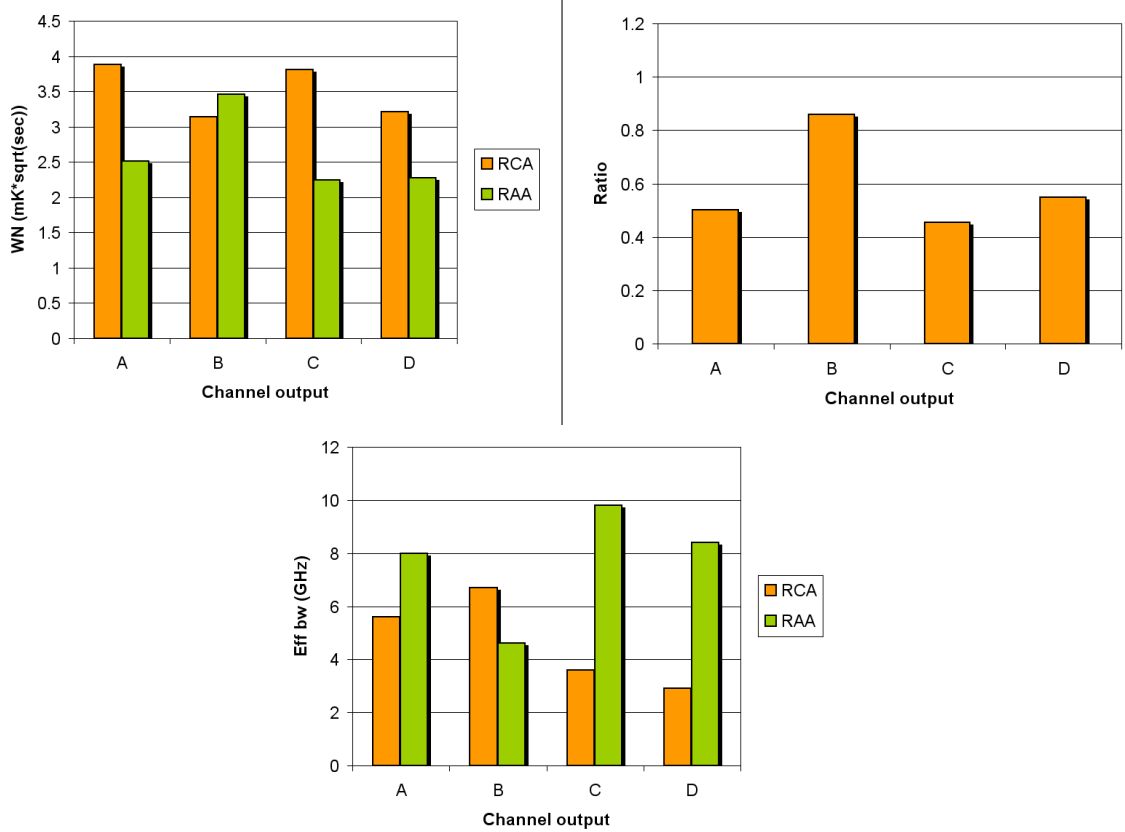 4.5
4
3.5
3
2.5
2
1.5
1
0.5
0
WN (mK*sqrt(sec))
A B C D
Channel output
RCA
RAA
1.2
1
0.8
0.6
0.4
0.2
0
Ratio
A B C D
Channel output
12
10
8
6
4
2
0
Eff bw (GHz)
A B C D
Channel output
RCA
RAA